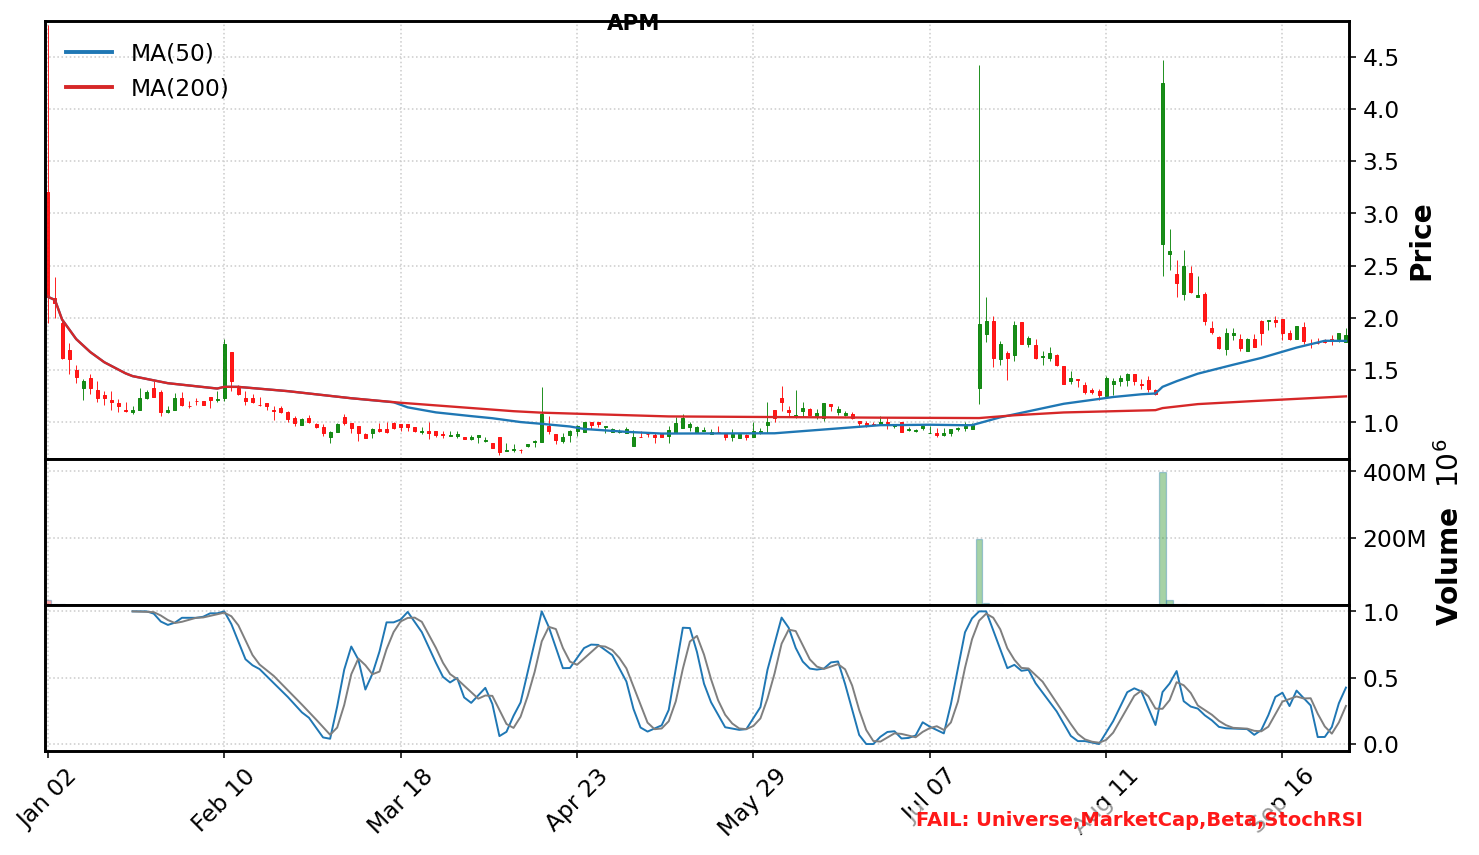 APM
MA(50)
MA(200)
4.5
4.0
3.5
3.0
2.5
2.0
1.5
1.0
Price
400M
200M
Volume 10⁶
1.0
0.5
0.0
Jan 02
Feb 10
Mar 18
Apr 23
May 29
Jul 07
Aug 11
Sep 16
FAIL: Universe,MarketCap,Beta,StochRSI